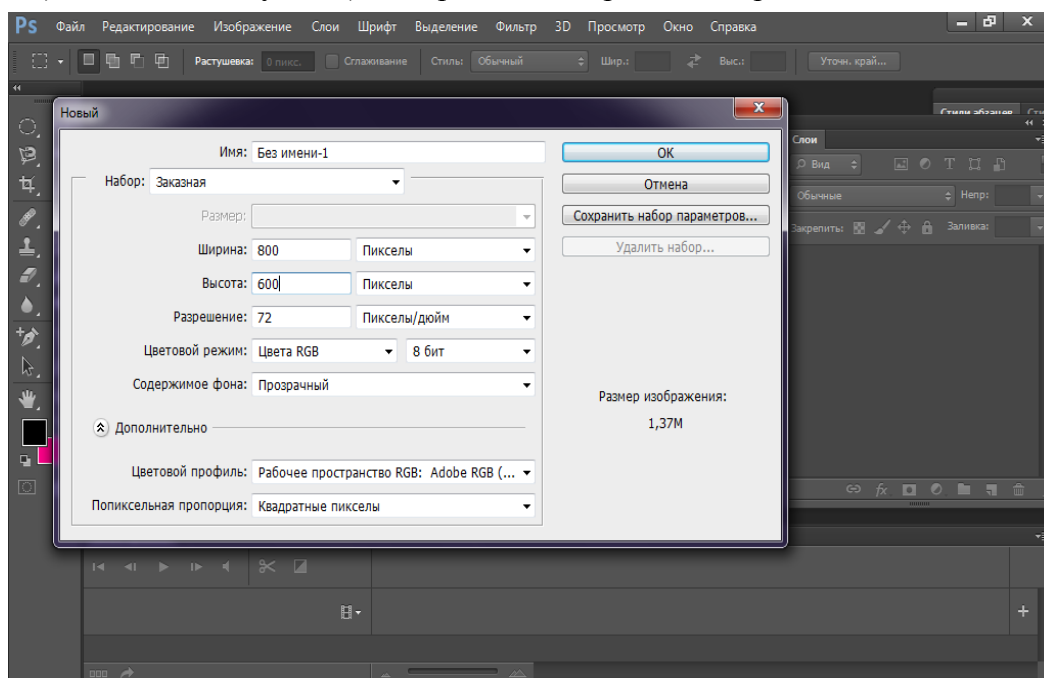 Ps Файл Редактирование Изображение Слои Шрифт Выделение Фильтр 3D Просмотр Окно Справка
Растушевка: 0 пикс. Сглаживание Стиль: Обычный Шир.: Выс.: Уточн. край...
Новый
Стили абзацев
Имя: Без имени-1
OK
Слои
Набор: Заказная
Отмена
Вид
Размер:
Сохранить набор параметров...
Обычные Непр:
Ширина: 800 Пикселы
Удалить набор...
Закрепить: Заливка:
Высота: 600 Пикселы
Разрешение: 72 Пикселы/дюйм
Цветовой режим: Цвета RGB 8 бит
Содержимое фона: Прозрачный
Размер изображения:
1,37M
Дополнительно
Цветовой профиль: Рабочее пространство RGB: Adobe RGB (...
Попиксельная пропорция: Квадратные пикселы
fx